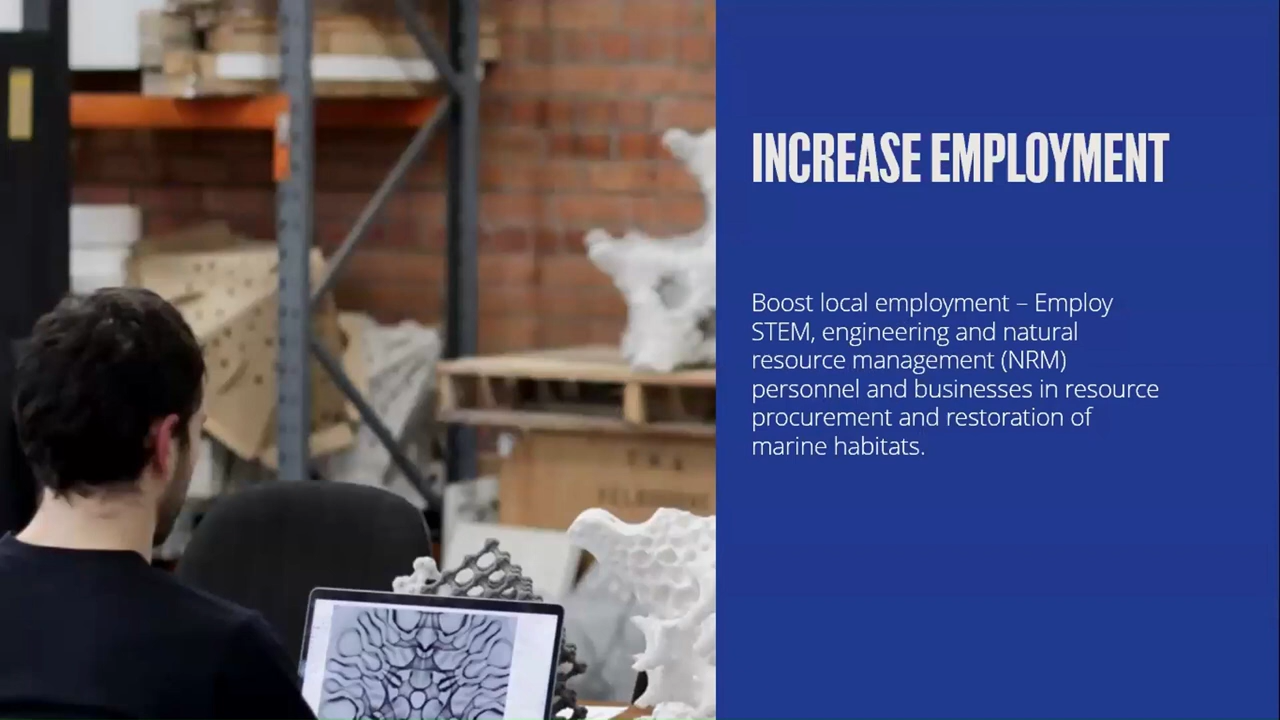 INCREASE EMPLOYMENT
Boost local employment – Employ
STEM, engineering and natural
resource management (NRM)
personnel and businesses in resource
procurement and restoration of
marine habitats.